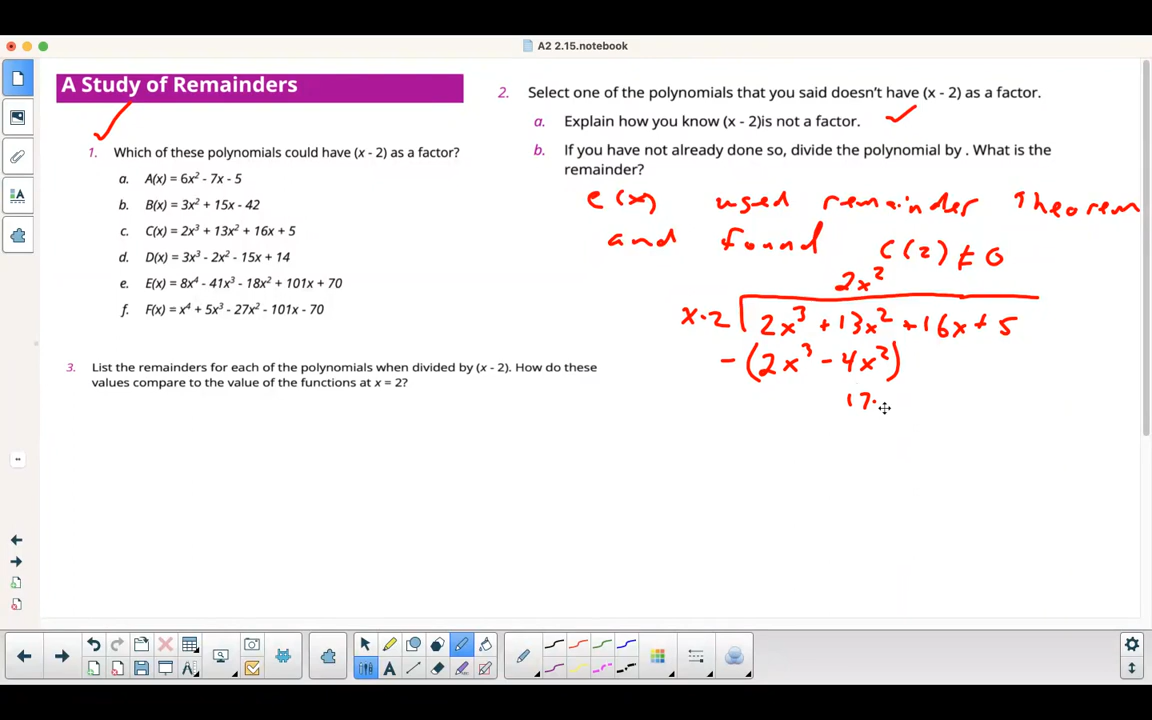 A2 2.15.notebook
A Study of Remainders
1. Which of these polynomials could have (x - 2) as a factor?
a. A(x) = 6x² - 7x - 5
b. B(x) = 3x² + 15x - 42
c. C(x) = 2x³ + 13x² + 16x + 5
d. D(x) = 3x³ - 2x² - 15x + 14
e. E(x) = 8x⁴ - 41x³ - 18x² + 101x + 70
f. F(x) = x⁴ + 5x³ - 27x² - 101x - 70
3. List the remainders for each of the polynomials when divided by (x - 2). How do these
values compare to the value of the functions at x = 2?
2. Select one of the polynomials that you said doesn't have (x - 2) as a factor.
a. Explain how you know (x - 2)is not a factor.
b. If you have not already done so, divide the polynomial by . What is the
remainder?
c(x) used remainder Theorem
and found C(2) ≠ 0
2x²
x-2 2x³ + 13x² + 16x + 5
- (2x³ - 4x²)
17